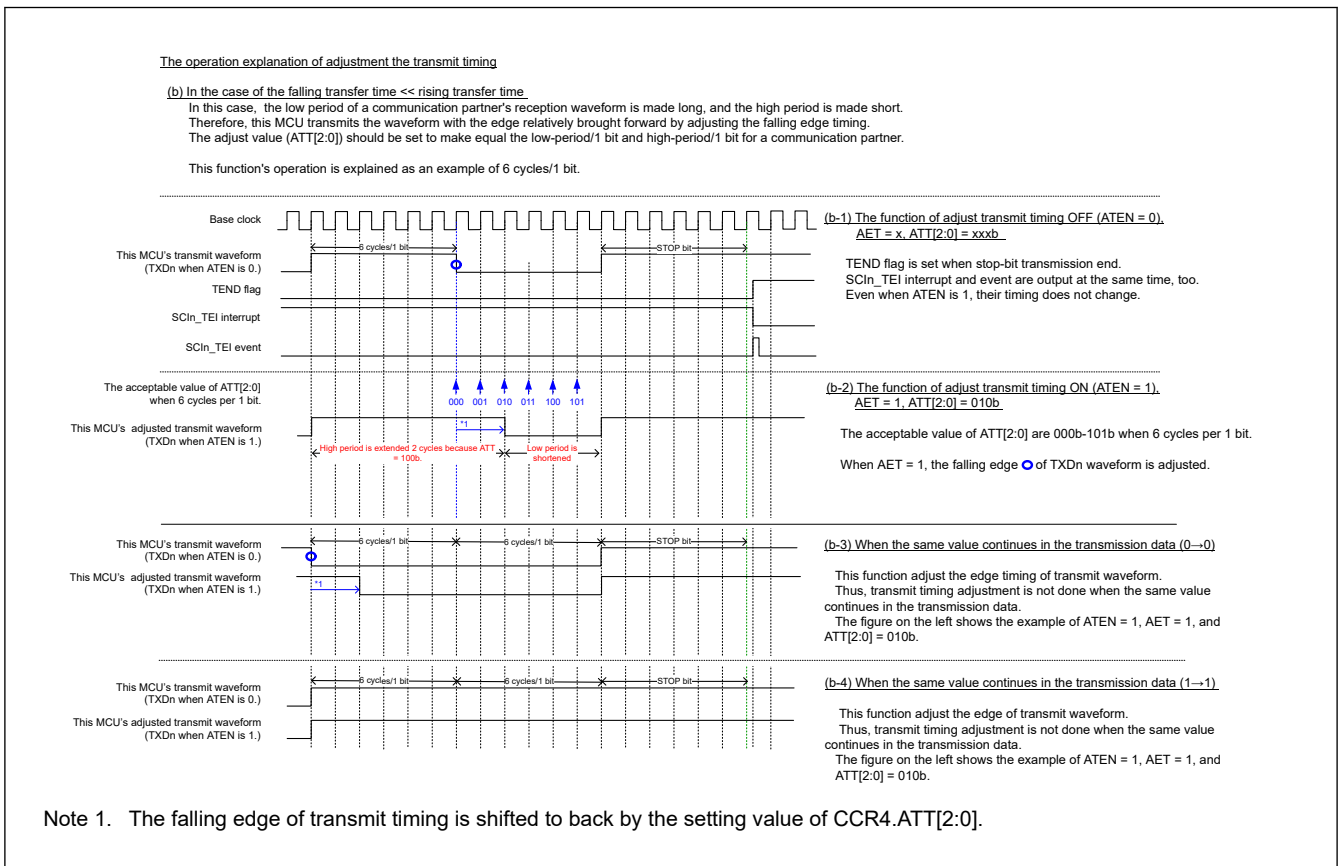 The operation explanation of adjustment the transmit timing
(b) In the case of the falling transfer time << rising transfer time
In this case, the low period of a communication partner's reception waveform is made long, and the high period is made short.
Therefore, this MCU transmits the waveform with the edge relatively brought forward by adjusting the falling edge timing.
The adjust value (ATT[2:0]) should be set to make equal the low-period/1 bit and high-period/1 bit for a communication partner.
This function's operation is explained as an example of 6 cycles/1 bit.
Base clock
This MCU's transmit waveform
(TXDn when ATEN is 0.)
6 cycles/1 bit
STOP bit
TEND flag
SCIn_TEI interrupt
SCIn_TEI event
(b-1) The function of adjust transmit timing OFF (ATEN = 0),
AET = x, ATT[2:0] = xxxb
TEND flag is set when stop-bit transmission end.
SCIn_TEI interrupt and event are output at the same time, too.
Even when ATEN is 1, their timing does not change.
The acceptable value of ATT[2:0]
when 6 cycles per 1 bit.
000 001 010 011 100 101
This MCU's adjusted transmit waveform
(TXDn when ATEN is 1.)
*1
High period is extended 2 cycles because ATT
= 100b.
Low period is
shortened
(b-2) The function of adjust transmit timing ON (ATEN = 1),
AET = 1, ATT[2:0] = 010b
The acceptable value of ATT[2:0] are 000b-101b when 6 cycles per 1 bit.
When AET = 1, the falling edge of TXDn waveform is adjusted.
This MCU's transmit waveform
(TXDn when ATEN is 0.)
6 cycles/1 bit
6 cycles/1 bit
STOP bit
This MCU's adjusted transmit waveform
(TXDn when ATEN is 1.)
*1
(b-3) When the same value continues in the transmission data (0→0)
This function adjust the edge timing of transmit waveform.
Thus, transmit timing adjustment is not done when the same value
continues in the transmission data.
The figure on the left shows the example of ATEN = 1, AET = 1, and
ATT[2:0] = 010b.
This MCU's transmit waveform
(TXDn when ATEN is 0.)
6 cycles/1 bit
6 cycles/1 bit
STOP bit
This MCU's adjusted transmit waveform
(TXDn when ATEN is 1.)
(b-4) When the same value continues in the transmission data (1→1)
This function adjust the edge of transmit waveform.
Thus, transmit timing adjustment is not done when the same value
continues in the transmission data.
The figure on the left shows the example of ATEN = 1, AET = 1, and
ATT[2:0] = 010b.
Note 1. The falling edge of transmit timing is shifted to back by the setting value of CCR4.ATT[2:0].